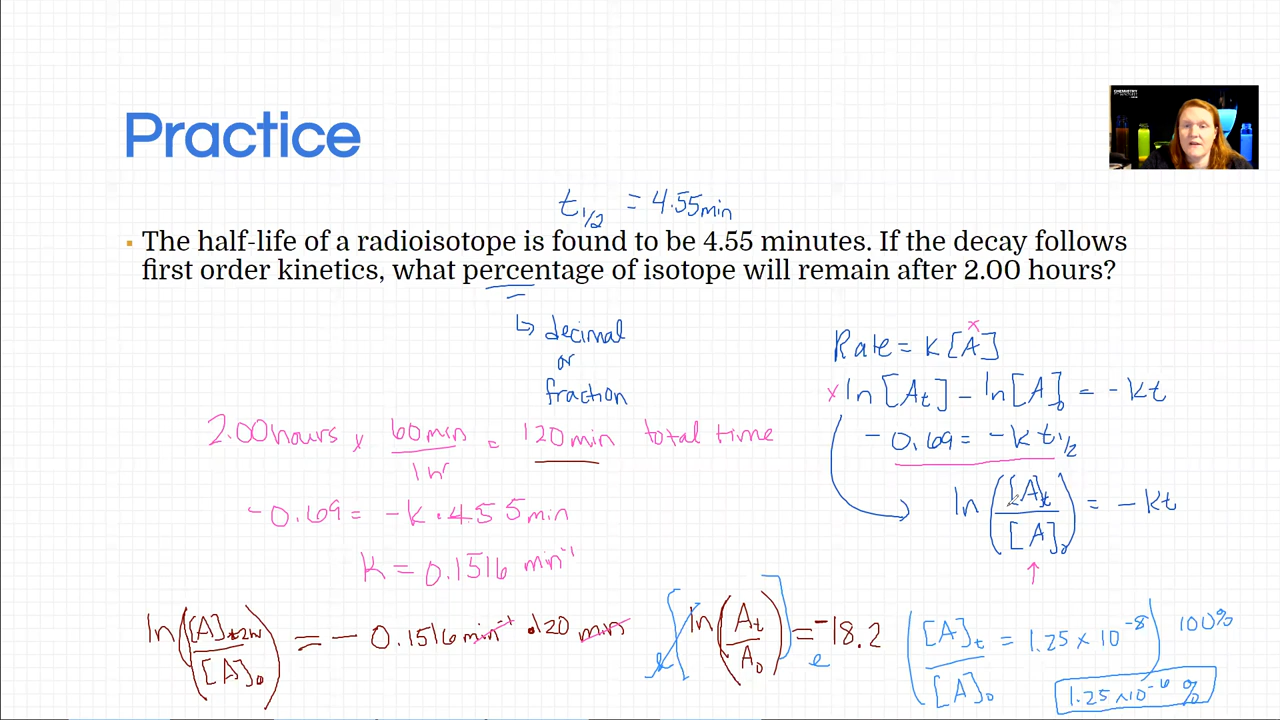 CHEMISTRY
Practice
t1/2 = 4.55min
▪ The half-life of a radioisotope is found to be 4.55 minutes. If the decay follows
first order kinetics, what percentage of isotope will remain after 2.00 hours?
↳ decimal
or
fraction
Rate = K[A]
x
x ln[At] - ln[A]0 = -Kt
-0.69 = -K t1/2
ln([A]t/[A]0) = -Kt
2.00hours x 60min/1hr = 120min total time
-0.69 = -K • 4.55min
K = 0.1516 min⁻¹
ln([A]t2hr/[A]0) = - 0.1516 min⁻¹ • 120 min
e[ln(At/A0)] = e -18.2
([A]t/[A]0 = 1.25 x 10⁻⁸) 100%
1.25 x10⁻⁶ %